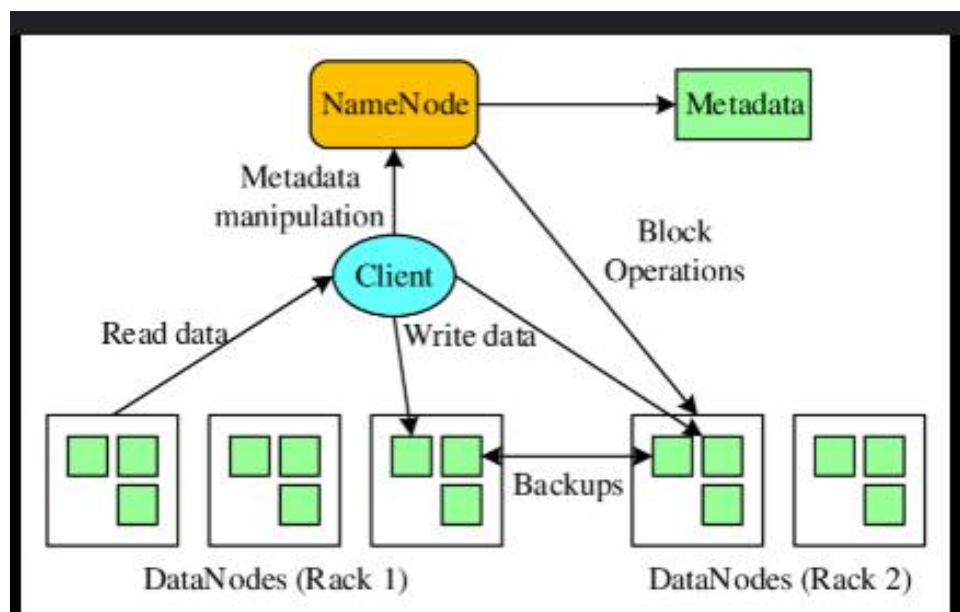 NameNode
Metadata
Metadata
manipulation
Block
Operations
Client
Read data
Write data
Backups
DataNodes (Rack 1)
DataNodes (Rack 2)